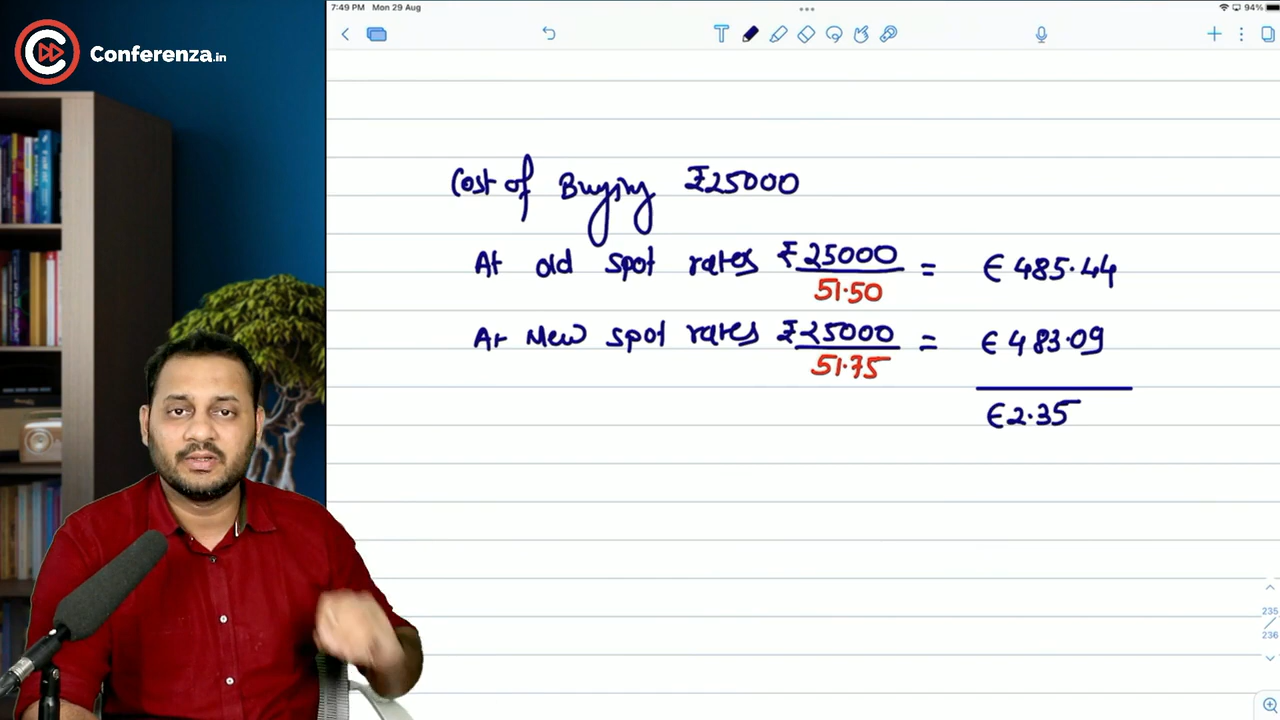 7:49 PM Mon 29 Aug
94%
Conferenza.in
Cost of Buying ₹25000
At old spot rates ₹25000 / 51.50 = € 485.44
At New spot rates ₹25000 / 51.75 = € 483.09
€2.35
235
236